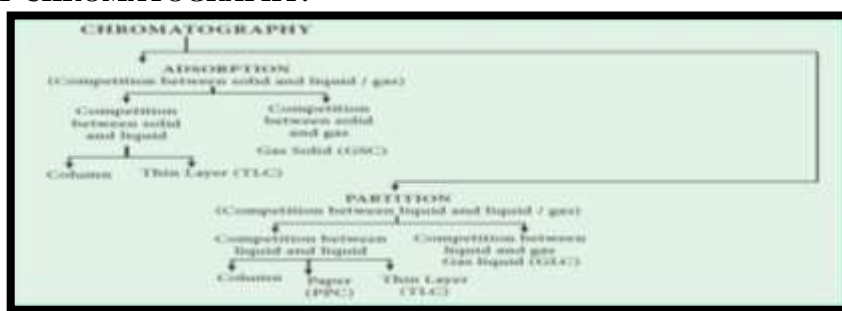 CHROMATOGRAPHY
ADSORPTION
(Competition between solid and liquid / gas)
Competition
between solid
and liquid
Competition
between solid
and gas
Gas Solid (GSC)
Column
Thin Layer (TLC)
PARTITION
(Competition between liquid and liquid / gas)
Competition between
liquid and liquid
Competition between
liquid and gas
Gas liquid (GLC)
Column
Paper
(PPC)
Thin Layer
(TLC)